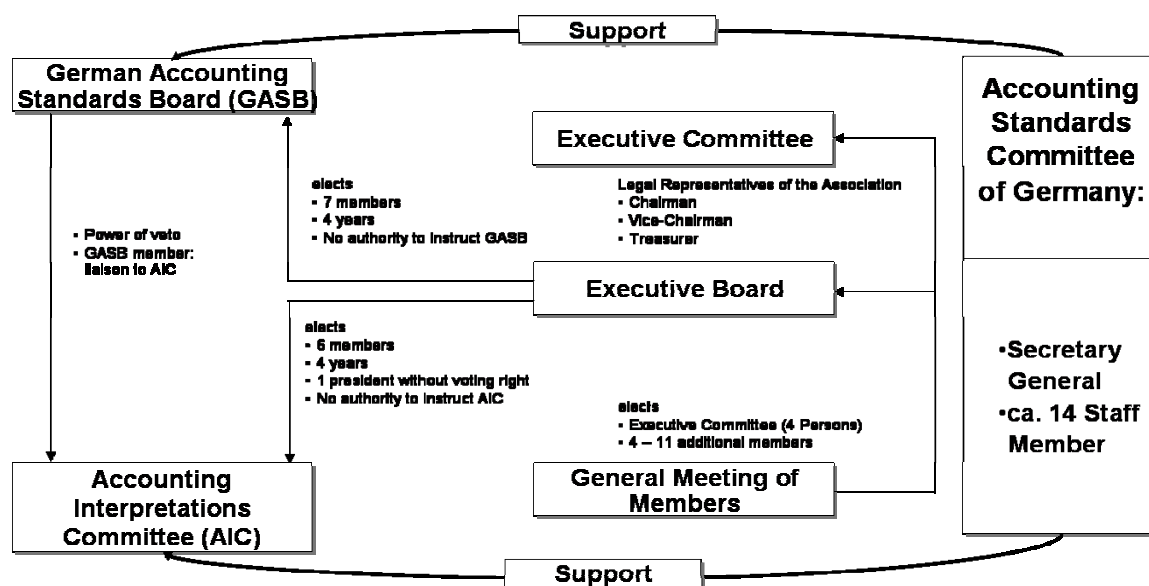 Support
German Accounting
Standards Board (GASB)
Accounting
Standards
Committee
of Germany:
Executive Committee
elects
▪ 7 members
▪ 4 years
▪ No authority to instruct GASB
Legal Representatives of the Association
▪ Chairman
▪ Vice-Chairman
▪ Treasurer
▪ Power of veto
▪ GASB member:
liaison to AIC
Executive Board
elects
▪ 6 members
▪ 4 years
▪ 1 president without voting right
▪ No authority to instruct AIC
•Secretary
General
•ca. 14 Staff
Member
elects
▪ Executive Committee (4 Persons)
▪ 4 – 11 additional members
General Meeting of
Members
Accounting
Interpretations
Committee (AIC)
Support